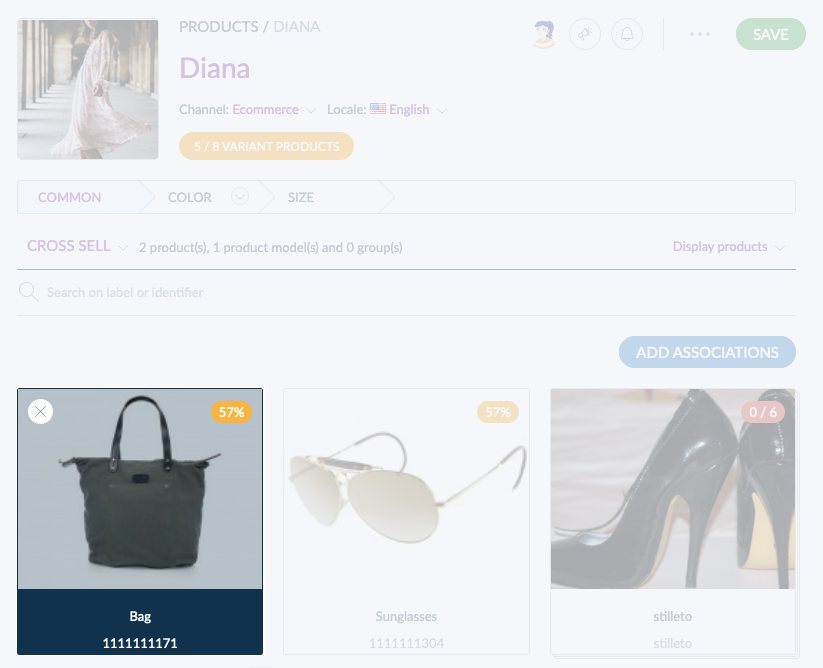 PRODUCTS / DIANA
Diana
Channel: Ecommerce Locale: English
5 / 8 VARIANT PRODUCTS
SAVE
COMMON COLOR SIZE
CROSS SELL 2 product(s), 1 product model(s) and 0 group(s) Display products
Search on label or identifier
ADD ASSOCIATIONS
57% 57% 0 / 6
Bag Sunglasses stilleto
1111111171 1111111304 stilleto